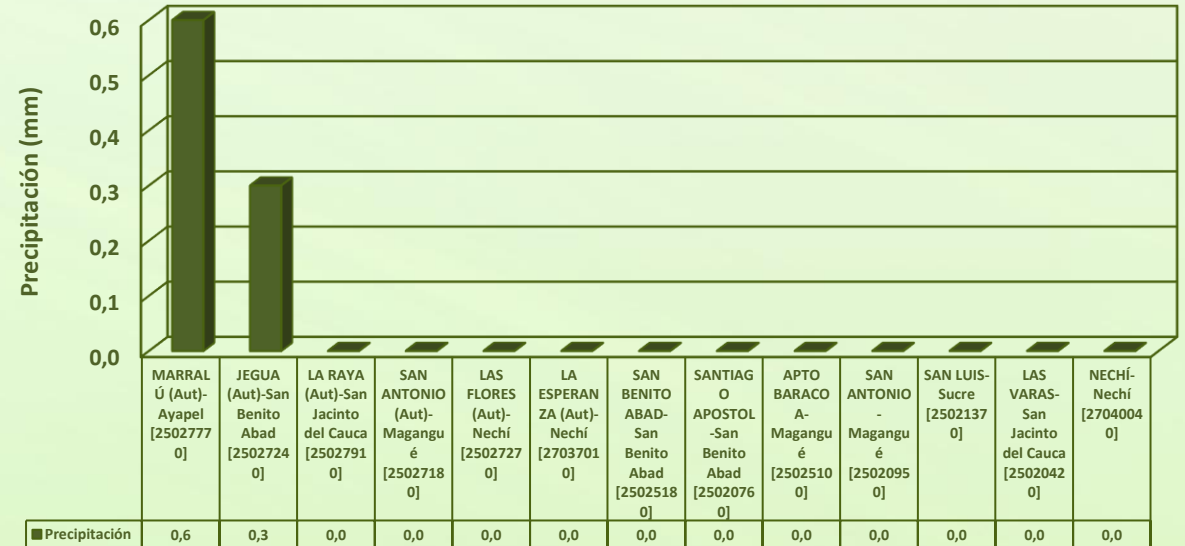 Precipitación (mm)
0,6
0,5
0,4
0,3
0,2
0,1
0,0
MARRAL
Ú (Aut)-
Ayapel
[2502777
0]
JEGUA
(Aut)-San
Benito
Abad
[2502724
0]
LA RAYA
(Aut)-San
Jacinto
del Cauca
[2502791
0]
SAN
ANTONIO
(Aut)-
Magangu
é
[2502718
0]
LAS
FLORES
(Aut)-
Nechí
[2502727
0]
LA
ESPERAN
ZA (Aut)-
Nechí
[2703701
0]
SAN
BENITO
ABAD-
San
Benito
Abad
[2502518
0]
SANTIAG
O
APOSTOL
-San
Benito
Abad
[2502076
0]
APTO
BARACO
A-
Magangu
é
[2502510
0]
SAN
ANTONIO
-
Magangu
é
[2502095
0]
SAN LUIS-
Sucre
[2502137
0]
LAS
VARAS-
San
Jacinto
del Cauca
[2502042
0]
NECHÍ-
Nechí
[2704004
0]
Precipitación 0,6 0,3 0,0 0,0 0,0 0,0 0,0 0,0 0,0 0,0 0,0 0,0 0,0